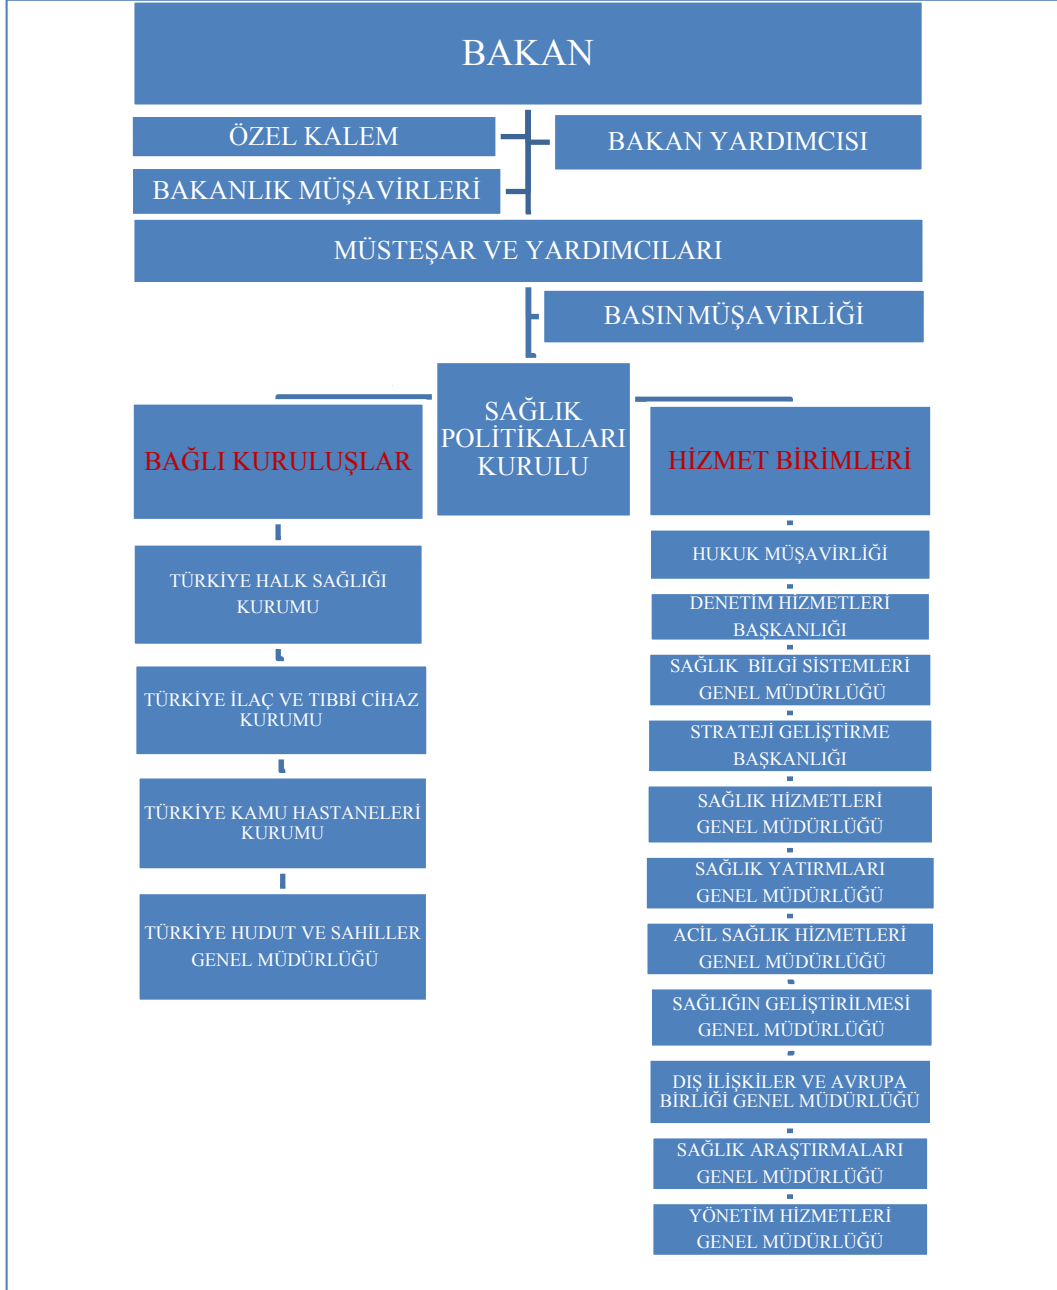 BAKAN
ÖZEL KALEM
BAKAN YARDIMCISI
BAKANLIK MÜŞAVİRLERİ
MÜSTEŞAR VE YARDIMCILARI
BASIN MÜŞAVİRLİĞİ
SAĞLIK
POLİTİKALARI
KURULU
BAĞLI KURULUŞLAR
TÜRKİYE HALK SAĞLIĞI
KURUMU
TÜRKİYE İLAÇ VE TIBBİ CİHAZ
KURUMU
TÜRKİYE KAMU HASTANELERİ
KURUMU
TÜRKİYE HUDUT VE SAHİLLER
GENEL MÜDÜRLÜĞÜ
HİZMET BİRİMLERİ
HUKUK MÜŞAVİRLİĞİ
DENETİM HİZMETLERİ
BAŞKANLIĞI
SAĞLIK BİLGİ SİSTEMLERİ
GENEL MÜDÜRLÜĞÜ
STRATEJİ GELİŞTİRME
BAŞKANLIĞI
SAĞLIK HİZMETLERİ
GENEL MÜDÜRLÜĞÜ
SAĞLIK YATIRMLARI
GENEL MÜDÜRLÜĞÜ
ACİL SAĞLIK HİZMETLERİ
GENEL MÜDÜRLÜĞÜ
SAĞLIĞIN GELİŞTİRİLMESİ
GENEL MÜDÜRLÜĞÜ
DIŞ İLİŞKİLER VE AVRUPA
BİRLİĞİ GENEL MÜDÜRLÜĞÜ
SAĞLIK ARAŞTIRMALARI
GENEL MÜDÜRLÜĞÜ
YÖNETİM HİZMETLERİ
GENEL MÜDÜRLÜĞÜ